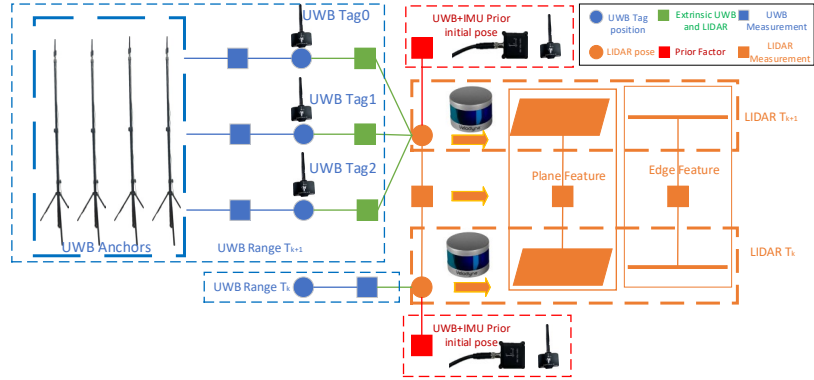 UWB Tag0
UWB Tag1
UWB Tag2
UWB Anchors
UWB Range Tk+1
UWB Range Tk
UWB+IMU Prior
initial pose
UWB Tag
position
Extrinsic UWB
and LIDAR
UWB
Measurement
LIDAR pose
Prior Factor
LIDAR
Measurement
Velodyne
LIDAR Tk+1
Plane Feature
Edge Feature
Velodyne
LIDAR Tk
UWB+IMU Prior
initial pose